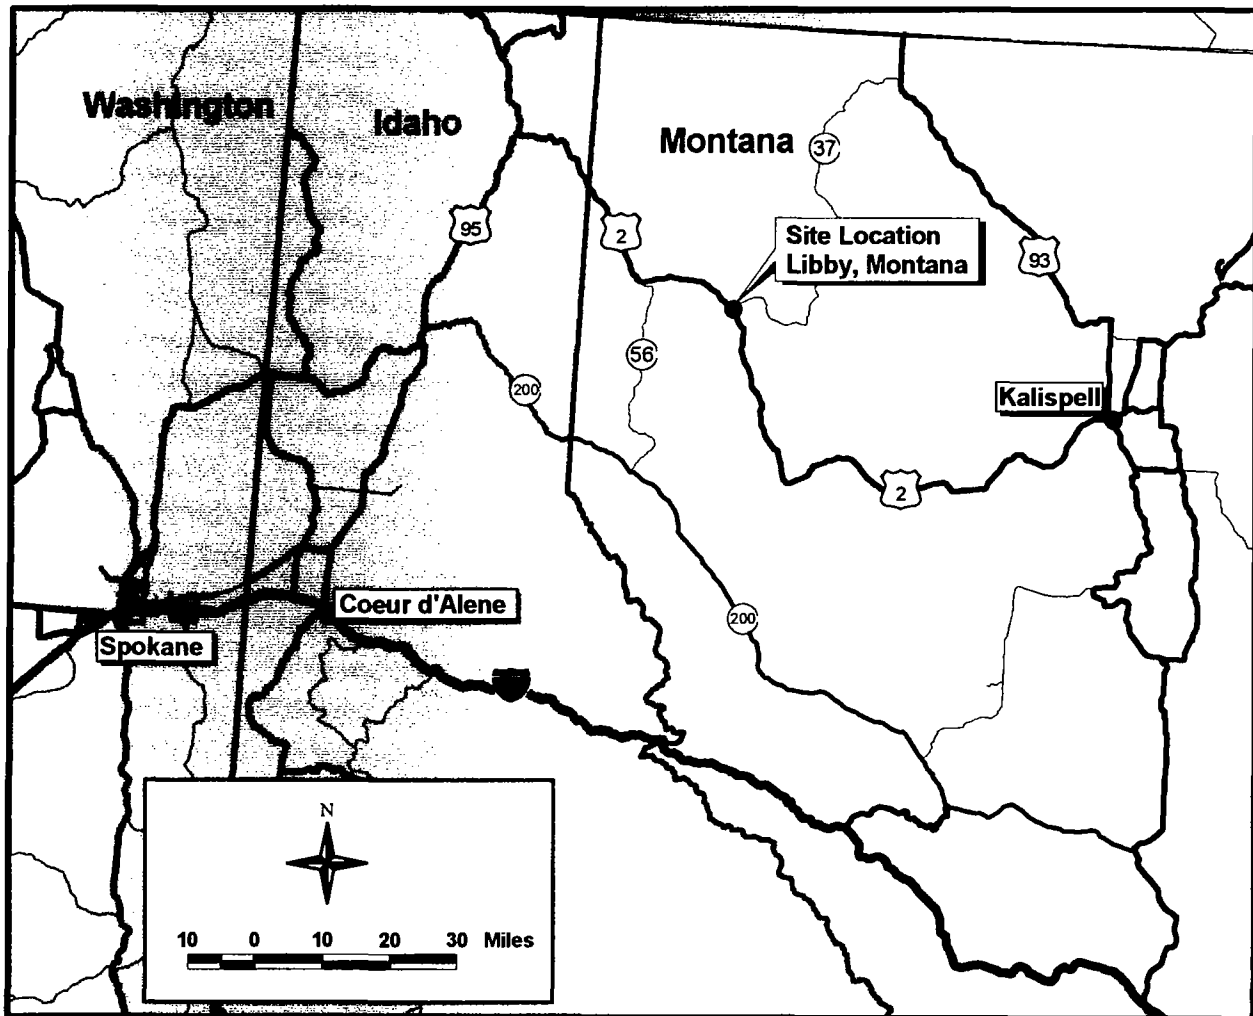 Washington
Idaho
Montana
37
95
2
Site Location
Libby, Montana
93
56
200
Kalispell
2
Coeur d'Alene
200
Spokane
N
10 0 10 20 30 Miles